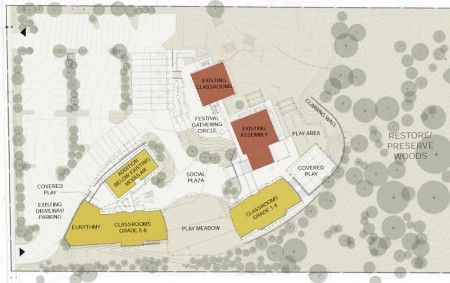 EXISTING
CLASSROOMS
FESTIVAL
GATHERING
CIRCLE
EXISTING
ASSEMBLY
CLIMBING WALL
PLAY AREA
RESTORE/
PRESERVE
WOODS
COVERED
PLAY
ADDITION
BELOW EXISTING
MODULAR
SOCIAL
PLAZA
COVERED
PLAY
EXISTING
DRIVEWAY/
PARKING
CLASSROOMS
GRADE 1-4
EURYTHMY
CLASSROOMS
GRADE 5-8
PLAY MEADOW